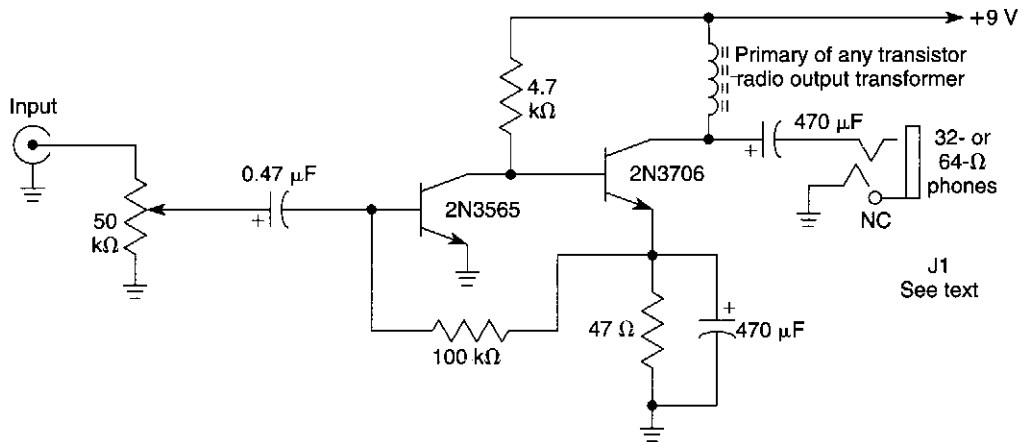 +9 V
Primary of any transistor
radio output transformer
4.7
kΩ
Input
470 µF
+
32- or
64-Ω
phones
0.47 µF
+
2N3706
2N3565
50
kΩ
NC
J1
See text
+
47 Ω
470 µF
100 kΩ